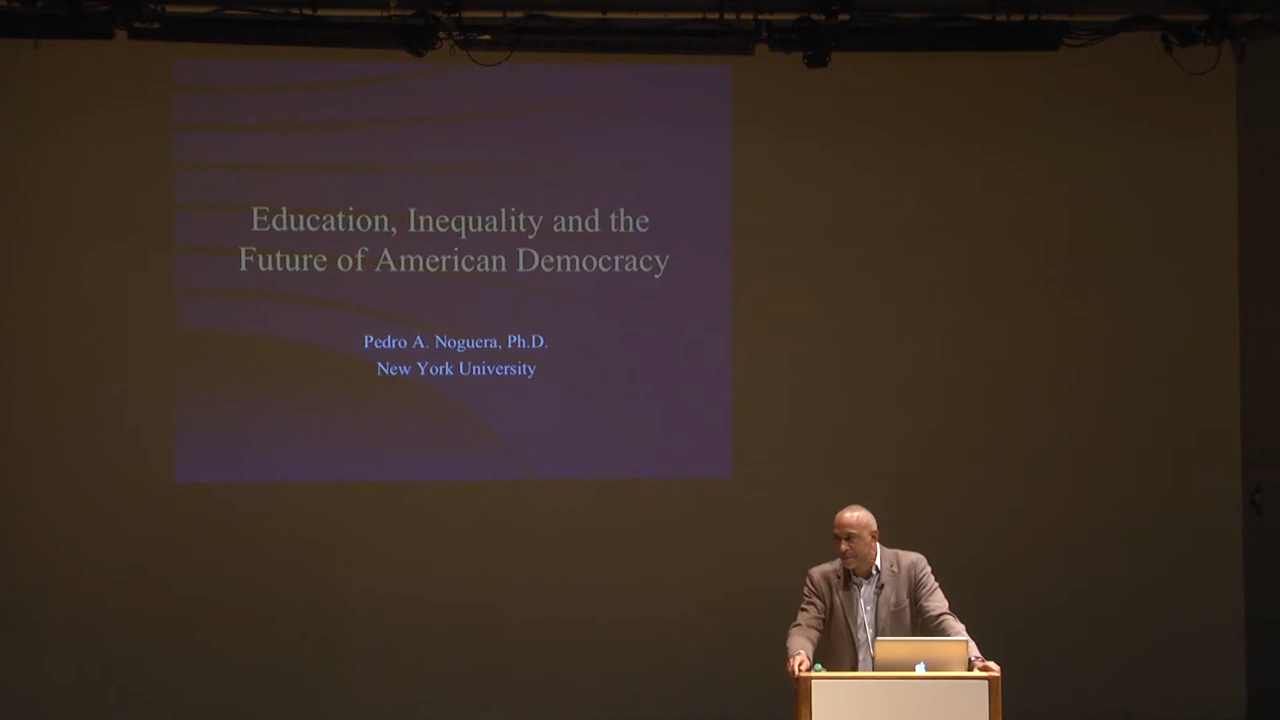 Education, Inequality and the
Future of American Democracy
Pedro A. Noguera, Ph.D.
New York University